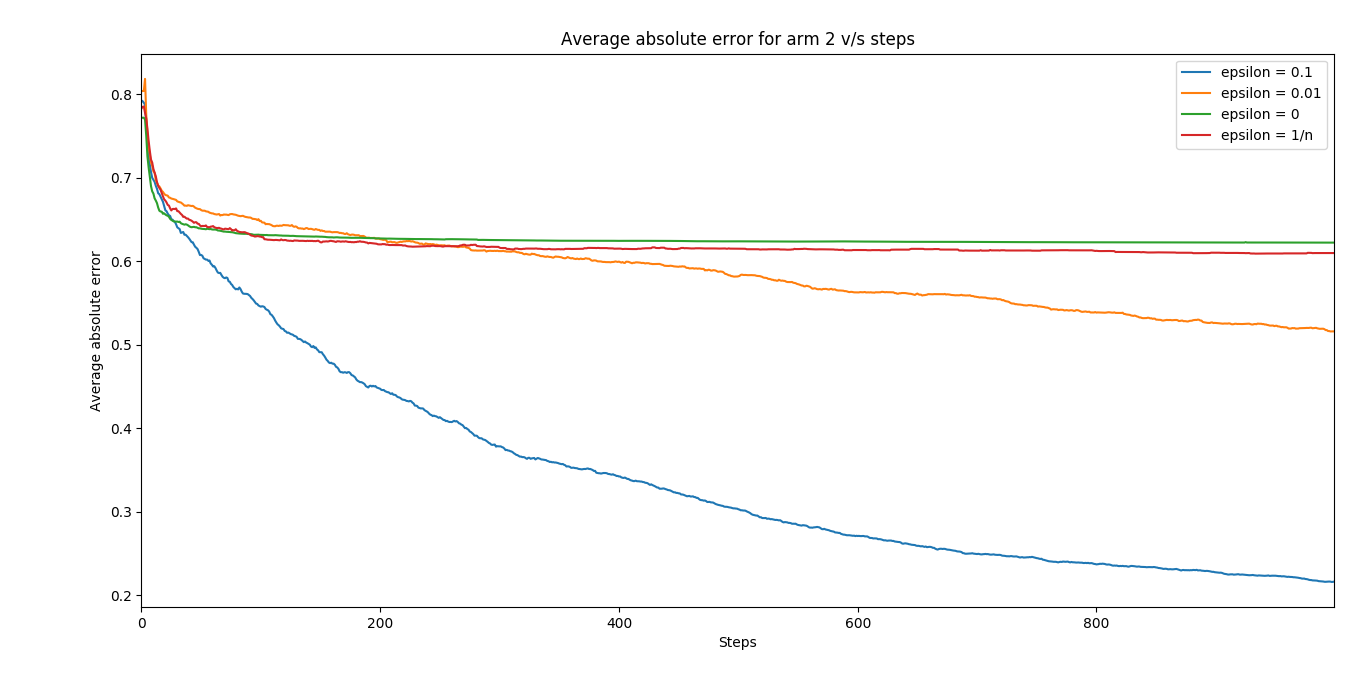 Average absolute error for arm 2 v/s steps
epsilon = 0.1
epsilon = 0.01
epsilon = 0
epsilon = 1/n
Average absolute error
0.8
0.7
0.6
0.5
0.4
0.3
0.2
0 200 400 600 800
Steps